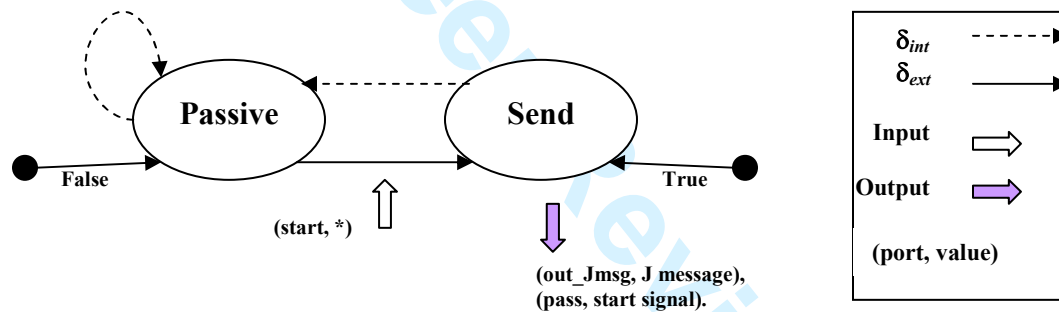 Passive
Send
False
True
(start, *)
(out_Jmsg, J message),
(pass, start signal).
δint
δext
Input
Output
(port, value)